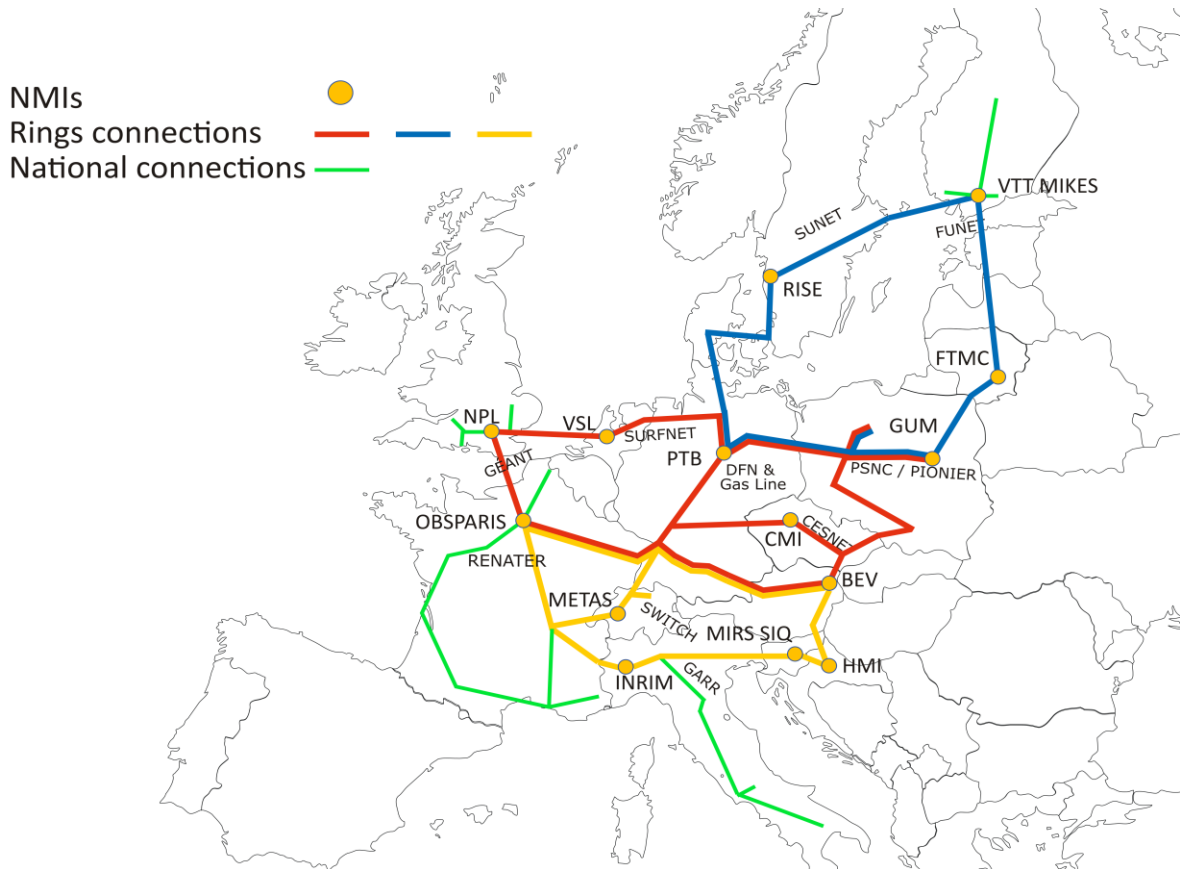 NMIs
Rings connections
National connections
VTT MIKES
SUNET
FUNET
RISE
FTMC
NPL
VSL
GUM
SURFNET
GEANT
PTB
DFN &
Gas Line
PSNC / PIONIER
OBSPARIS
CMI
CESNET
RENATER
BEV
METAS
SWITCH
MIRS SIQ
HMI
INRIM
GARR